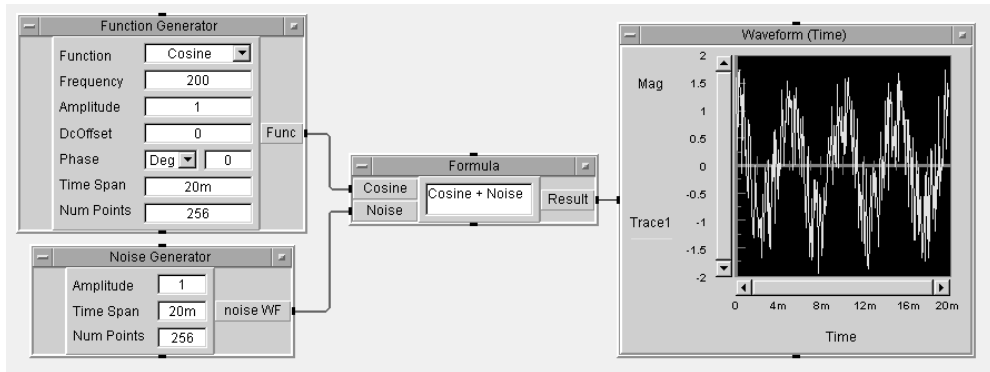 Function Generator
Function Cosine
Frequency 200
Amplitude 1
DcOffset 0
Phase Deg 0
Time Span 20m
Num Points 256
Func
Noise Generator
Amplitude 1
Time Span 20m
Num Points 256
noise WF
Formula
Cosine
Noise
Cosine + Noise
Result
Waveform (Time)
Mag
Trace1
2
1.5
1
0.5
0
-0.5
-1
-1.5
-2
0 4m 8m 12m 16m 20m
Time